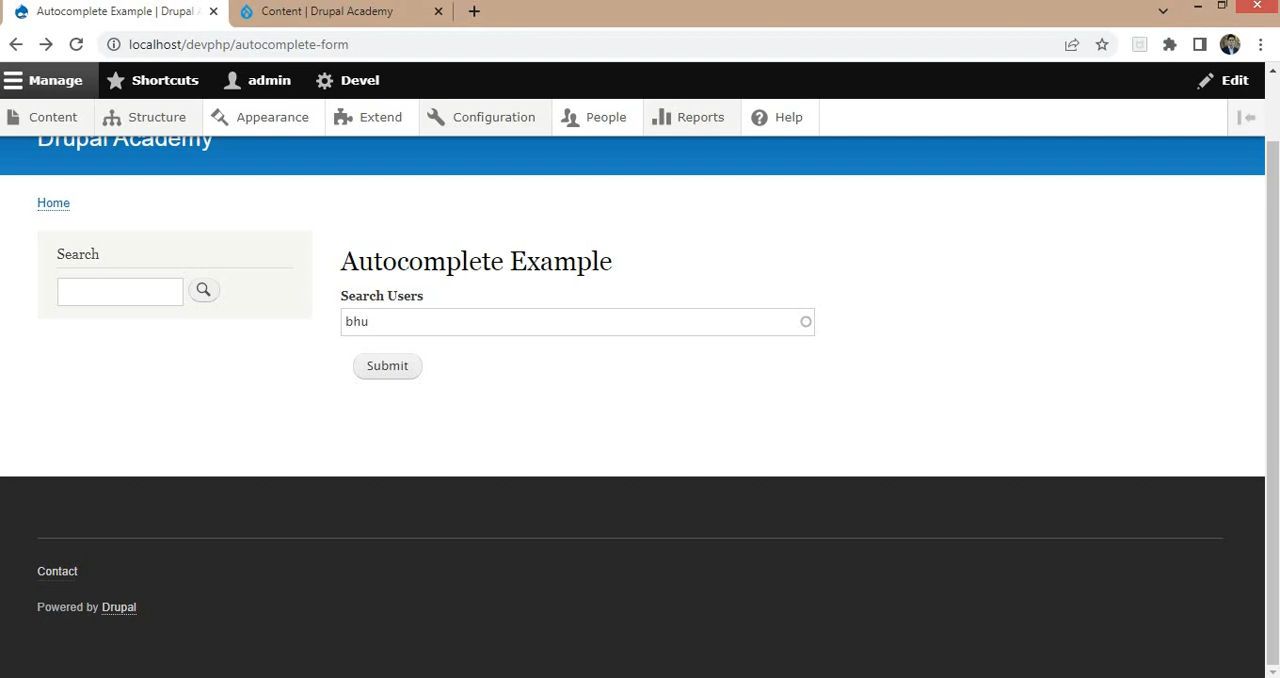 Autocomplete Example | Drupal A
Content | Drupal Academy
localhost/devphp/autocomplete-form
Manage Shortcuts admin Devel Edit
Content Structure Appearance Extend Configuration People Reports Help
Drupal Academy
Home
Search
Autocomplete Example
Search Users
bhu
Submit
Contact
Powered by Drupal